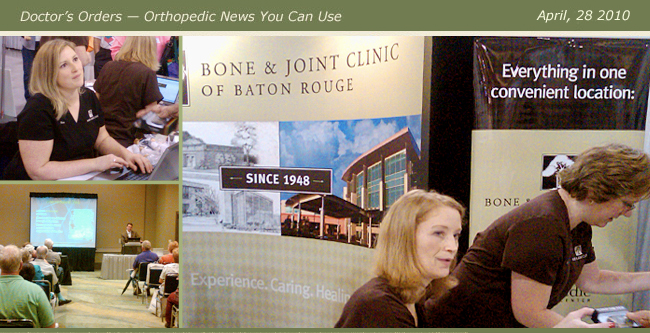 Doctor's Orders — Orthopedic News You Can Use
April, 28 2010
BONE & JOINT CLINIC
OF BATON ROUGE
SINCE 1948
Experience. Caring. Healing
Everything in one
convenient location:
BONE &